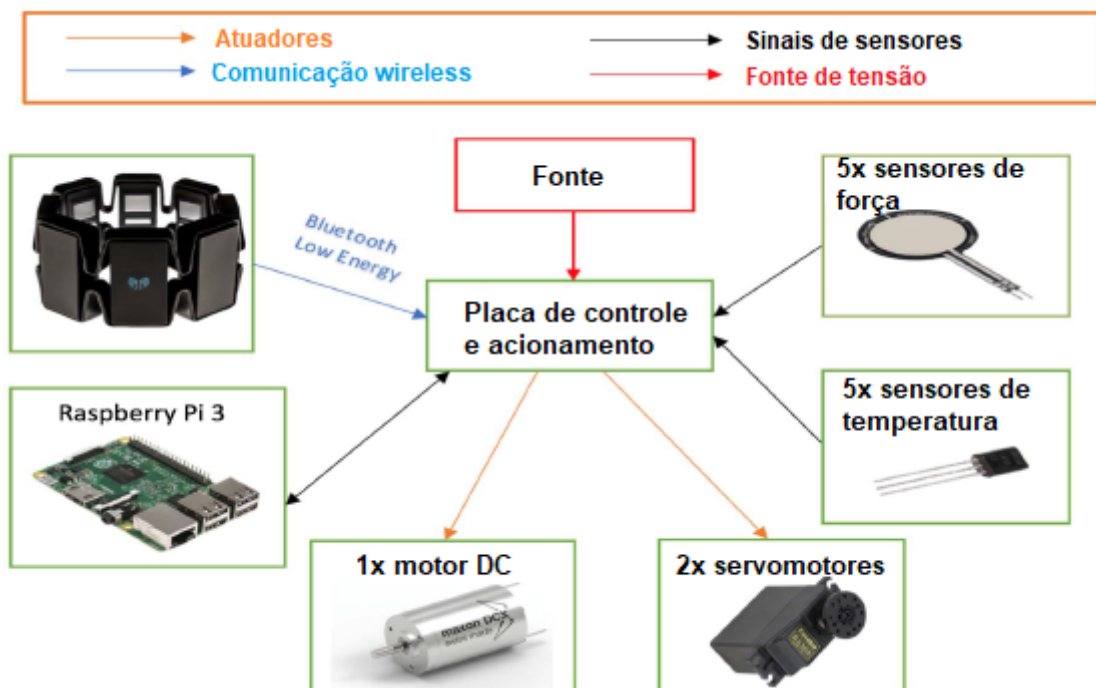 Atuadores
Sinais de sensores
Comunicação wireless
Fonte de tensão
Fonte
5x sensores de
força
Bluetooth
Low Energy
Placa de controle
e acionamento
Raspberry Pi 3
5x sensores de
temperatura
1x motor DC
maxon DCX
2x servomotores